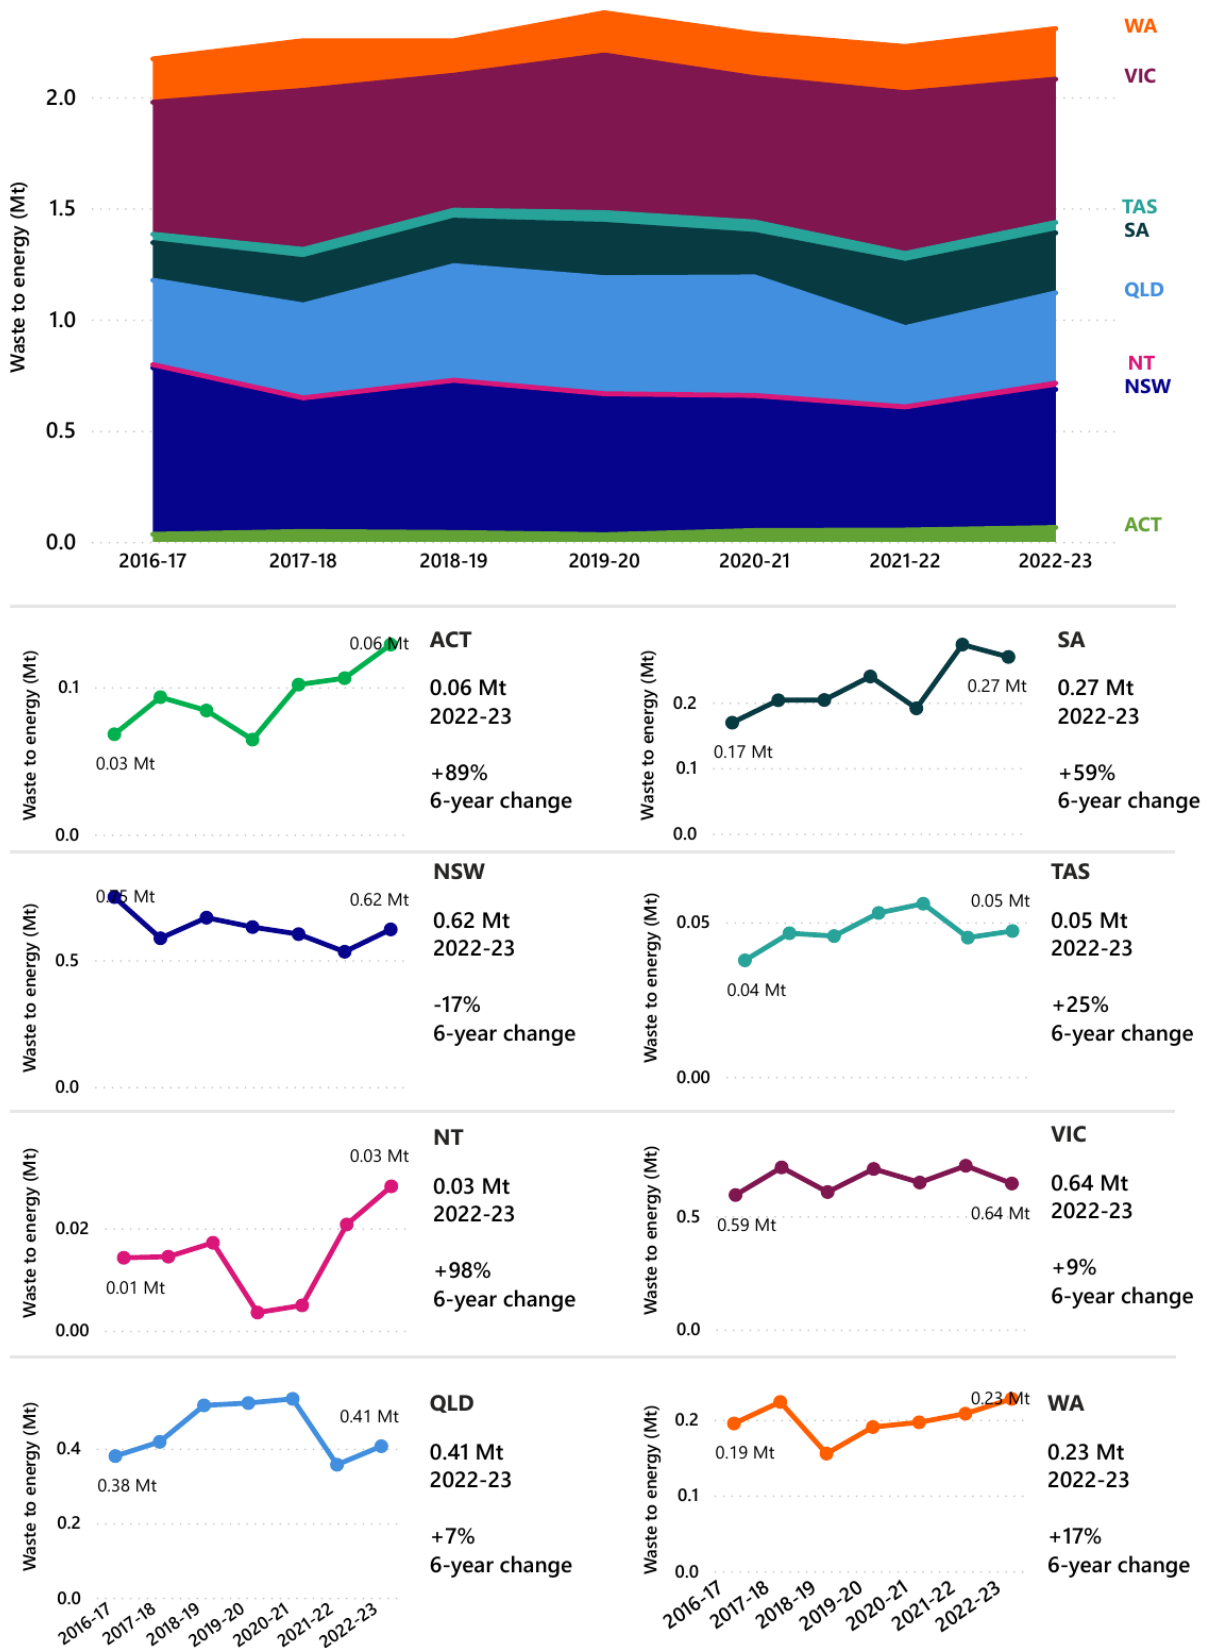 WA
VIC
2.0
1.5
TAS
SA
1.0
QLD
NT
NSW
0.5
ACT
0.0
Waste to energy (Mt)
2016-17 2017-18 2018-19 2019-20 2020-21 2021-22 2022-23
Waste to energy (Mt)
0.1
0.0
0.03 Mt
0.06 Mt
ACT
0.06 Mt
2022-23
+89%
6-year change
Waste to energy (Mt)
0.2
0.1
0.0
0.17 Mt
0.27 Mt
SA
0.27 Mt
2022-23
+59%
6-year change
Waste to energy (Mt)
0.5
0.0
0.75 Mt
0.62 Mt
NSW
0.62 Mt
2022-23
-17%
6-year change
Waste to energy (Mt)
0.05
0.00
0.04 Mt
0.05 Mt
TAS
0.05 Mt
2022-23
+25%
6-year change
Waste to energy (Mt)
0.02
0.00
0.01 Mt
0.03 Mt
NT
0.03 Mt
2022-23
+98%
6-year change
Waste to energy (Mt)
0.5
0.0
0.59 Mt
0.64 Mt
VIC
0.64 Mt
2022-23
+9%
6-year change
Waste to energy (Mt)
0.4
0.2
0.0
0.38 Mt
0.41 Mt
QLD
0.41 Mt
2022-23
+7%
6-year change
2016-17 2017-18 2018-19 2019-20 2020-21 2021-22 2022-23
Waste to energy (Mt)
0.2
0.1
0.0
0.19 Mt
0.23 Mt
WA
0.23 Mt
2022-23
+17%
6-year change
2016-17 2017-18 2018-19 2019-20 2020-21 2021-22 2022-23